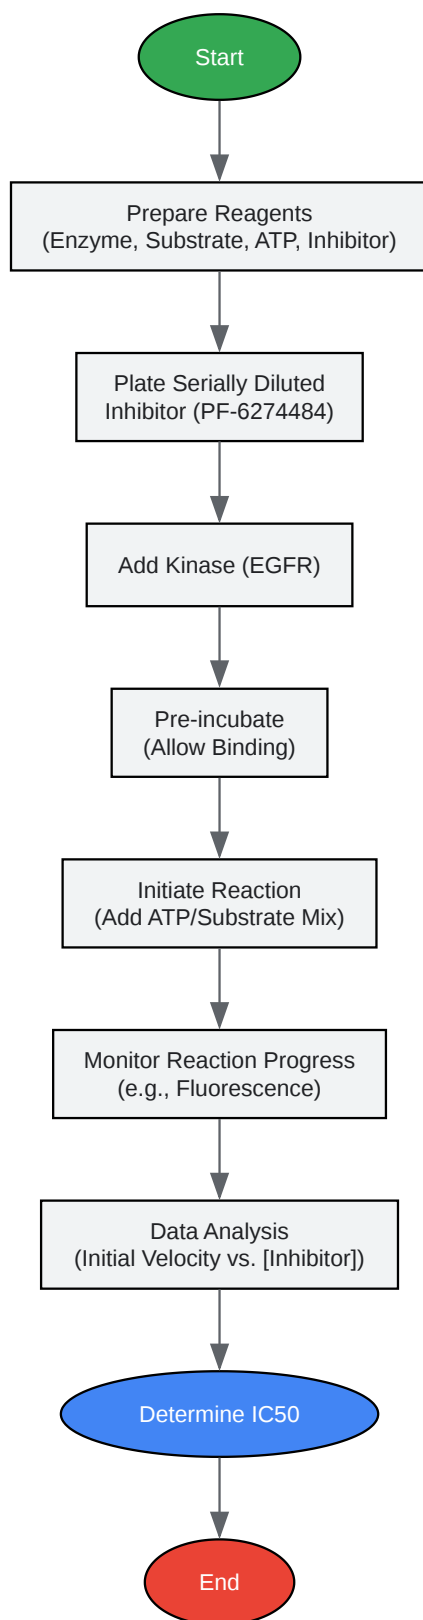 Start
Prepare Reagents
(Enzyme, Substrate, ATP, Inhibitor)
Plate Serially Diluted
Inhibitor (PF-6274484)
Add Kinase (EGFR)
Pre-incubate
(Allow Binding)
Initiate Reaction
(Add ATP/Substrate Mix)
Monitor Reaction Progress
(e.g., Fluorescence)
Data Analysis
(Initial Velocity vs. [Inhibitor])
Determine IC50
End